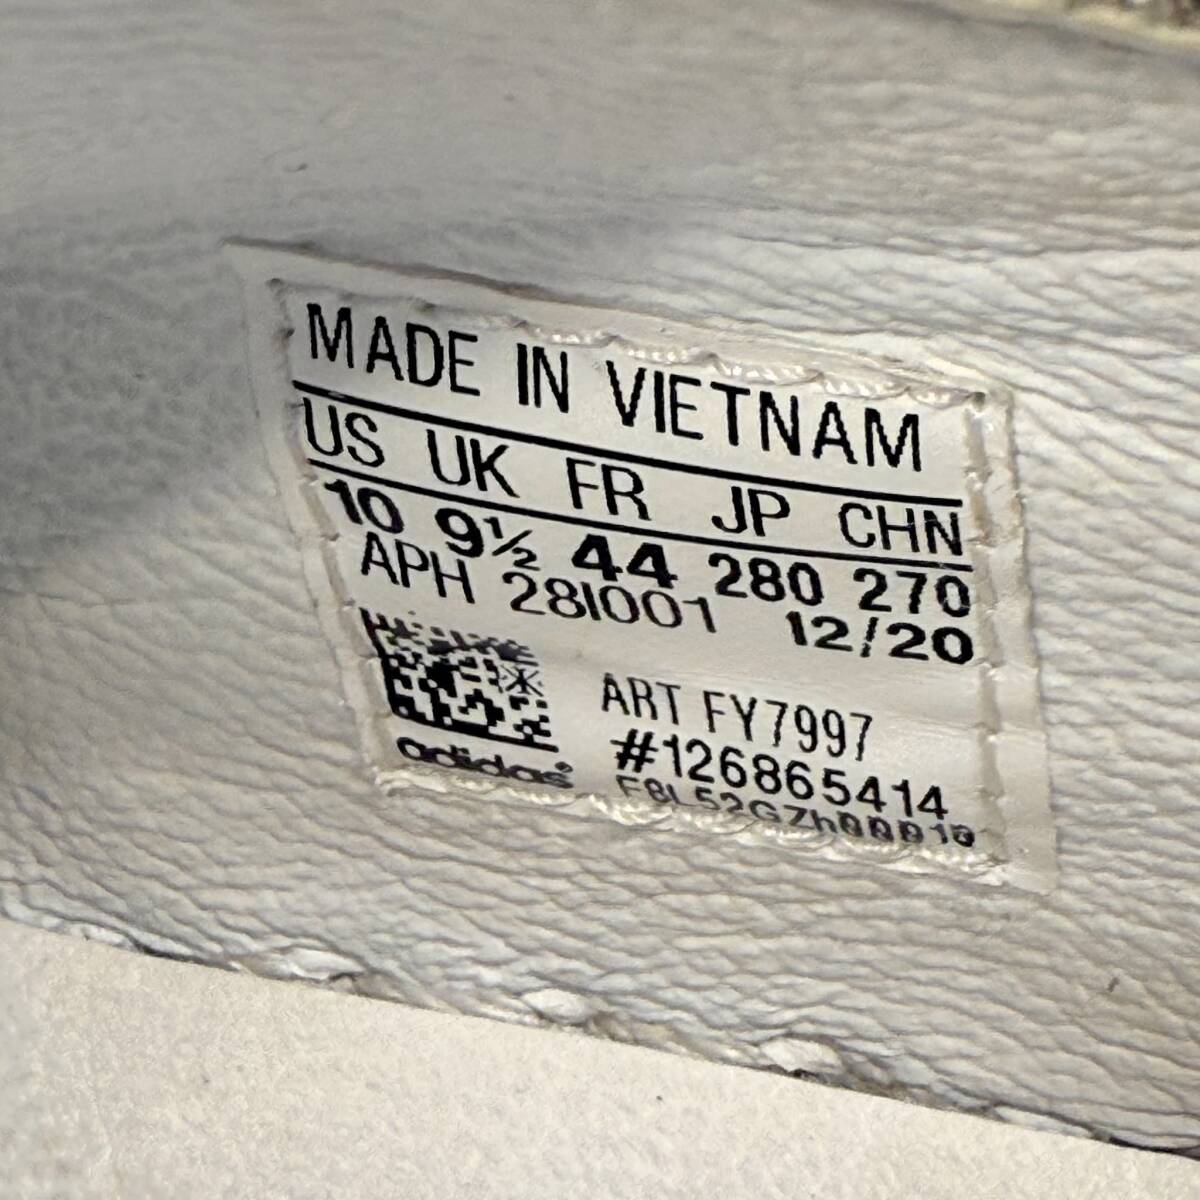 MADE IN VIETNAM
US UK FR JP CHN
10 9½ 44 280 270
APH 28I001 12/20
ART FY7997
#126865414
adidas